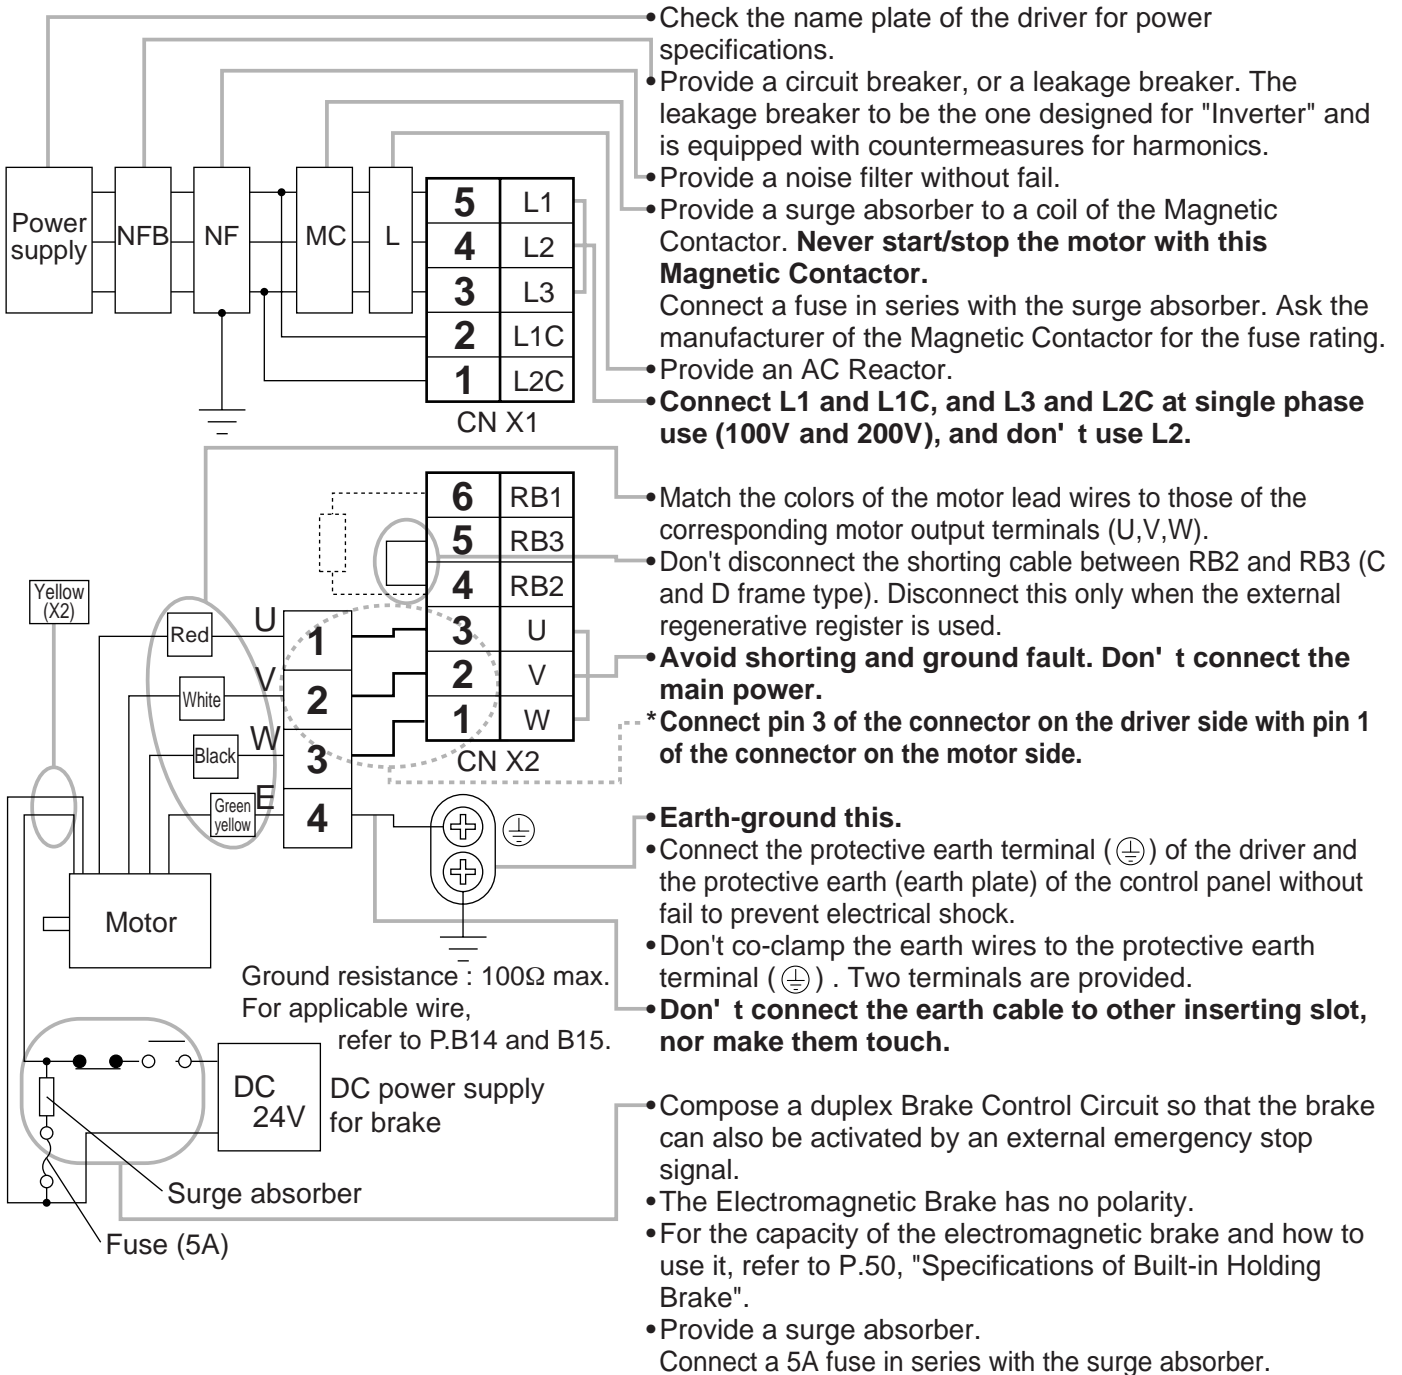 •Check the name plate of the driver for power
specifications.
•Provide a circuit breaker, or a leakage breaker. The
leakage breaker to be the one designed for "Inverter" and
is equipped with countermeasures for harmonics.
•Provide a noise filter without fail.
•Provide a surge absorber to a coil of the Magnetic
Contactor. Never start/stop the motor with this
Magnetic Contactor.
Connect a fuse in series with the surge absorber. Ask the
manufacturer of the Magnetic Contactor for the fuse rating.
•Provide an AC Reactor.
•Connect L1 and L1C, and L3 and L2C at single phase
use (100V and 200V), and don' t use L2.
Power
supply
NFB
NF
MC
L
5 L1
4 L2
3 L3
2 L1C
1 L2C
CN X1
•Match the colors of the motor lead wires to those of the
corresponding motor output terminals (U,V,W).
•Don't disconnect the shorting cable between RB2 and RB3 (C
and D frame type). Disconnect this only when the external
regenerative register is used.
•Avoid shorting and ground fault. Don' t connect the
main power.
*Connect pin 3 of the connector on the driver side with pin 1
of the connector on the motor side.
6 RB1
5 RB3
4 RB2
3 U
2 V
1 W
CN X2
Yellow
(X2)
Red U 1
White V 2
Black W 3
Green
yellow
E 4
Motor
•Earth-ground this.
•Connect the protective earth terminal ( ) of the driver and
the protective earth (earth plate) of the control panel without
fail to prevent electrical shock.
•Don't co-clamp the earth wires to the protective earth
terminal ( ) . Two terminals are provided.
•Don' t connect the earth cable to other inserting slot,
nor make them touch.
Ground resistance : 100Ω max.
For applicable wire,
refer to P.B14 and B15.
DC
24V
DC power supply
for brake
Surge absorber
Fuse (5A)
•Compose a duplex Brake Control Circuit so that the brake
can also be activated by an external emergency stop
signal.
•The Electromagnetic Brake has no polarity.
•For the capacity of the electromagnetic brake and how to
use it, refer to P.50, "Specifications of Built-in Holding
Brake".
•Provide a surge absorber.
Connect a 5A fuse in series with the surge absorber.